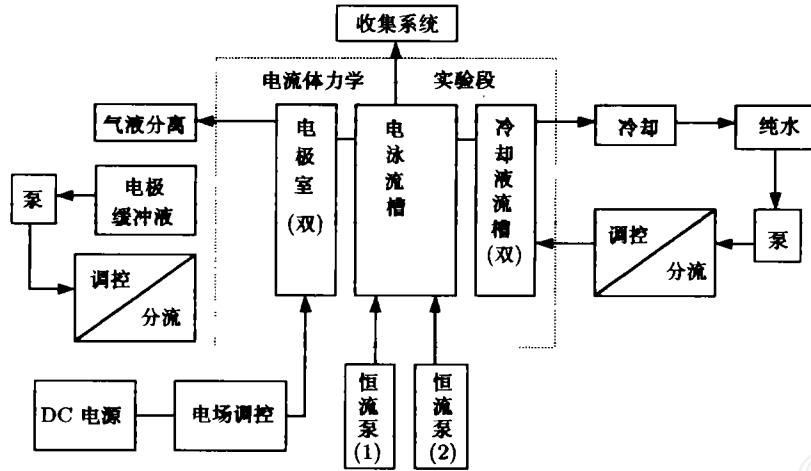 收集系统
电流体力学 实验段
气液分离
电极室(双)
电泳流槽
冷却液流槽(双)
冷却
纯水
泵
电极
缓冲液
调控
分流
调控
分流
泵
DC 电源
电场调控
恒流泵(1)
恒流泵(2)